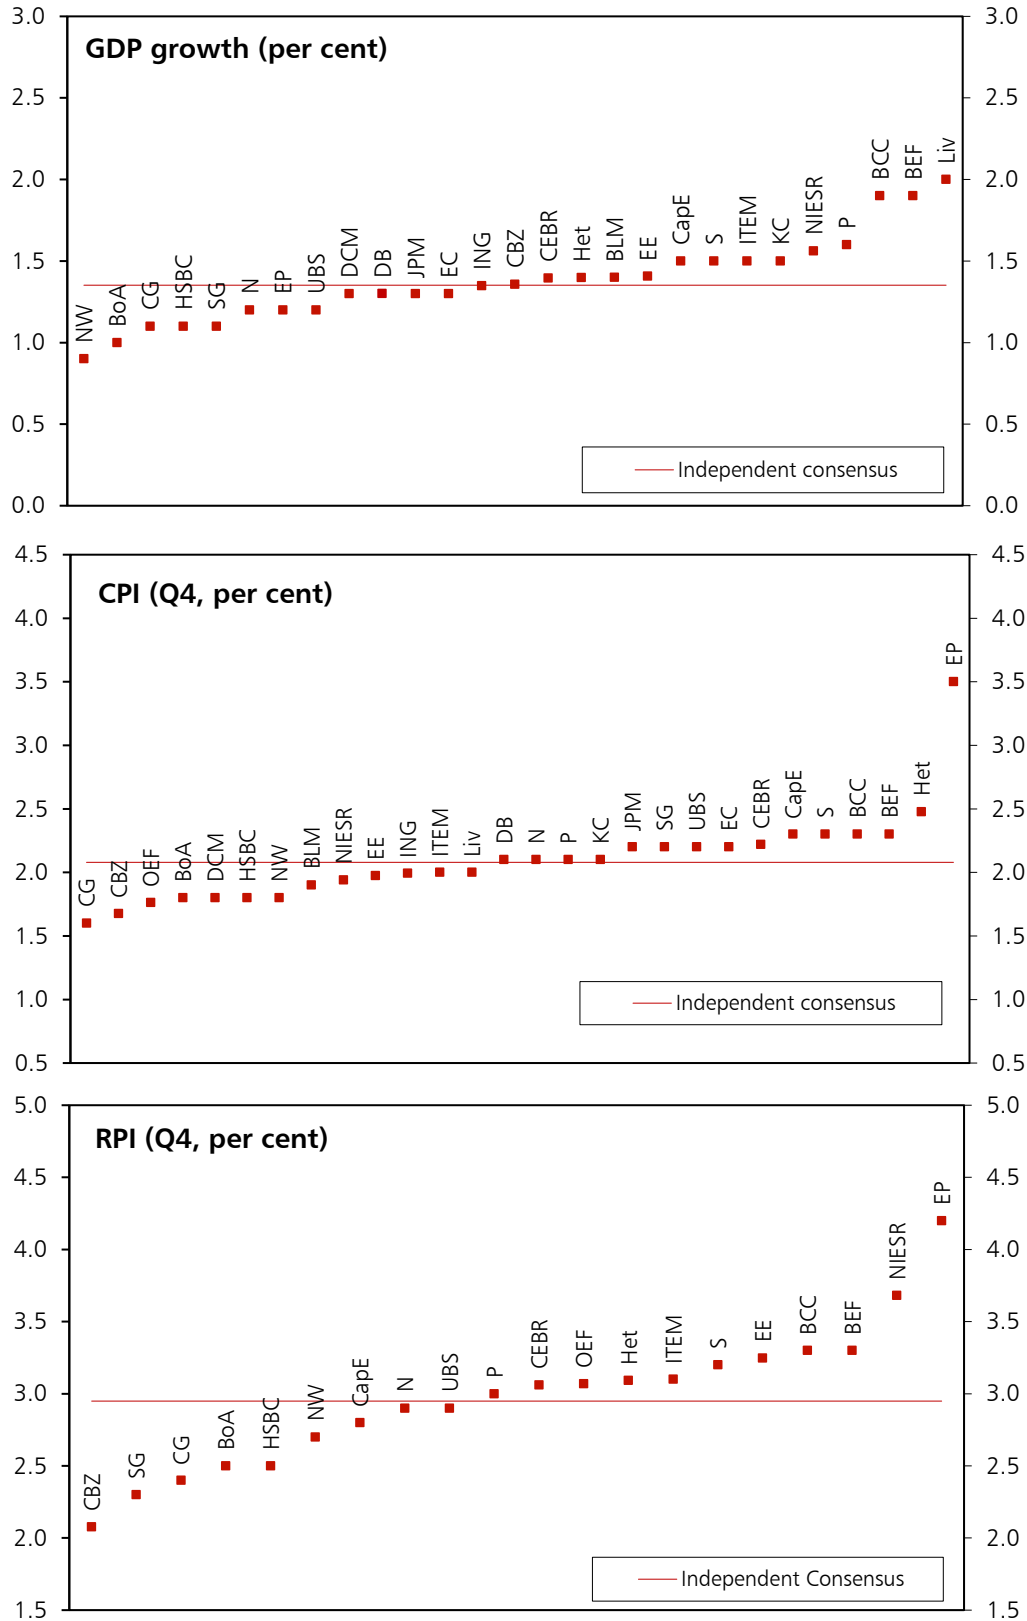 GDP growth (per cent)
3.0 3.0
2.5 2.5
2.0 2.0
1.5 1.5
1.0 1.0
0.5 0.5
0.0 0.0
NW BoA CG HSBC SG N EP UBS DCM DB JPM EC ING CBZ CEBR Het BLM EE CapE S ITEM KC NIESR P BCC BEF Liv
Independent consensus
CPI (Q4, per cent)
4.5 4.5
4.0 4.0
3.5 3.5
3.0 3.0
2.5 2.5
2.0 2.0
1.5 1.5
1.0 1.0
0.5 0.5
CG CBZ OEF BoA DCM HSBC NW BLM NIESR EE ING ITEM Liv DB N P KC JPM SG UBS EC CEBR CapE S BCC BEF Het EP
Independent consensus
RPI (Q4, per cent)
5.0 5.0
4.5 4.5
4.0 4.0
3.5 3.5
3.0 3.0
2.5 2.5
2.0 2.0
1.5 1.5
CBZ SG CG BoA HSBC NW CapE N UBS P CEBR OEF Het ITEM S EE BCC BEF NIESR EP
Independent Consensus